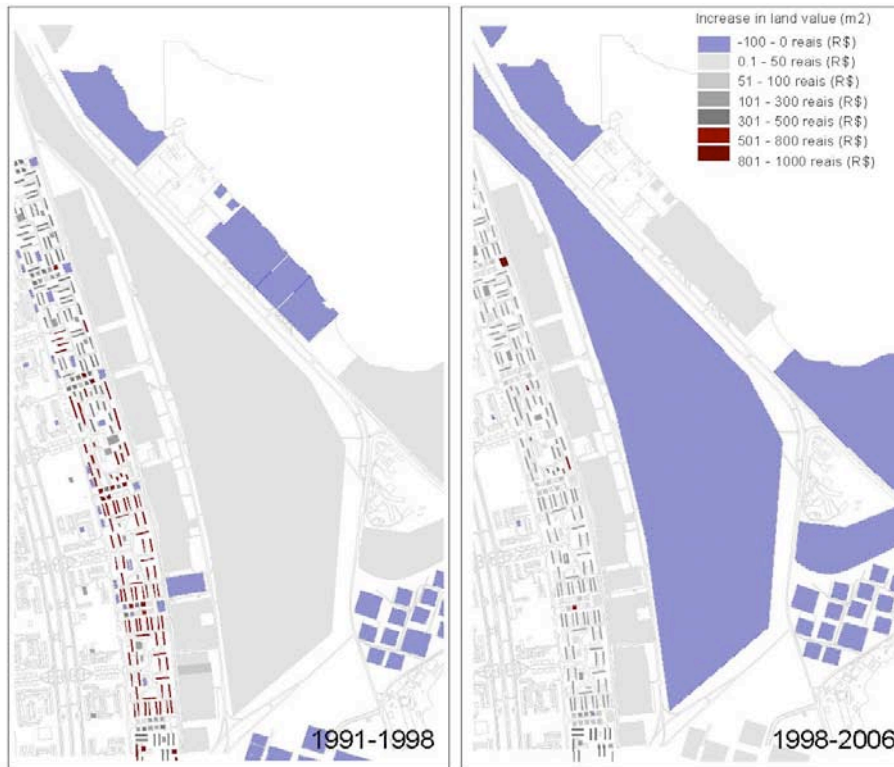 Increase in land value (m2)
-100 - 0 reais (R$)
0.1 - 50 reais (R$)
51 - 100 reais (R$)
101 - 300 reais (R$)
301 - 500 reais (R$)
501 - 800 reais (R$)
801 - 1000 reais (R$)
1991-1998
1998-2006